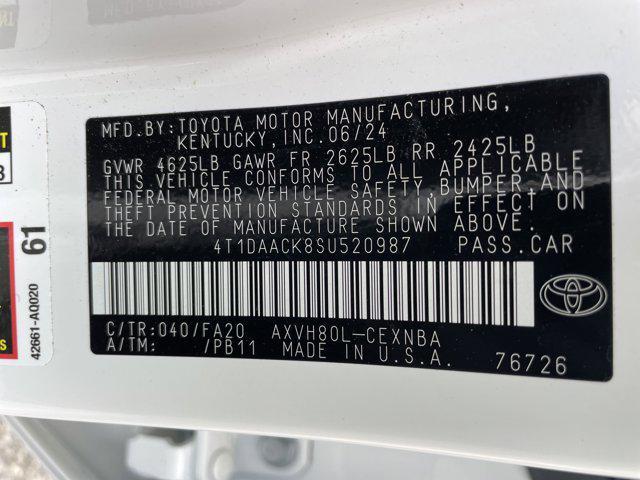 MFD.BY:TOYOTA MOTOR MANUFACTURING,
KENTUCKY,INC.06/24
GVWR 4625LB GAWR FR 2625LB RR 2425LB
THIS VEHICLE CONFORMS TO ALL APPLICABLE
FEDERAL MOTOR VEHICLE SAFETY,BUMPER,AND
THEFT PREVENTION STANDARDS IN EFFECT ON
THE DATE OF MANUFACTURE SHOWN ABOVE.
4T1DAACK8SU520987 PASS.CAR
C/TR:040/FA20 AXVH80L-CEXNBA
A/TM: /PB11 MADE IN U.S.A. 76726
61
42661-AQ020